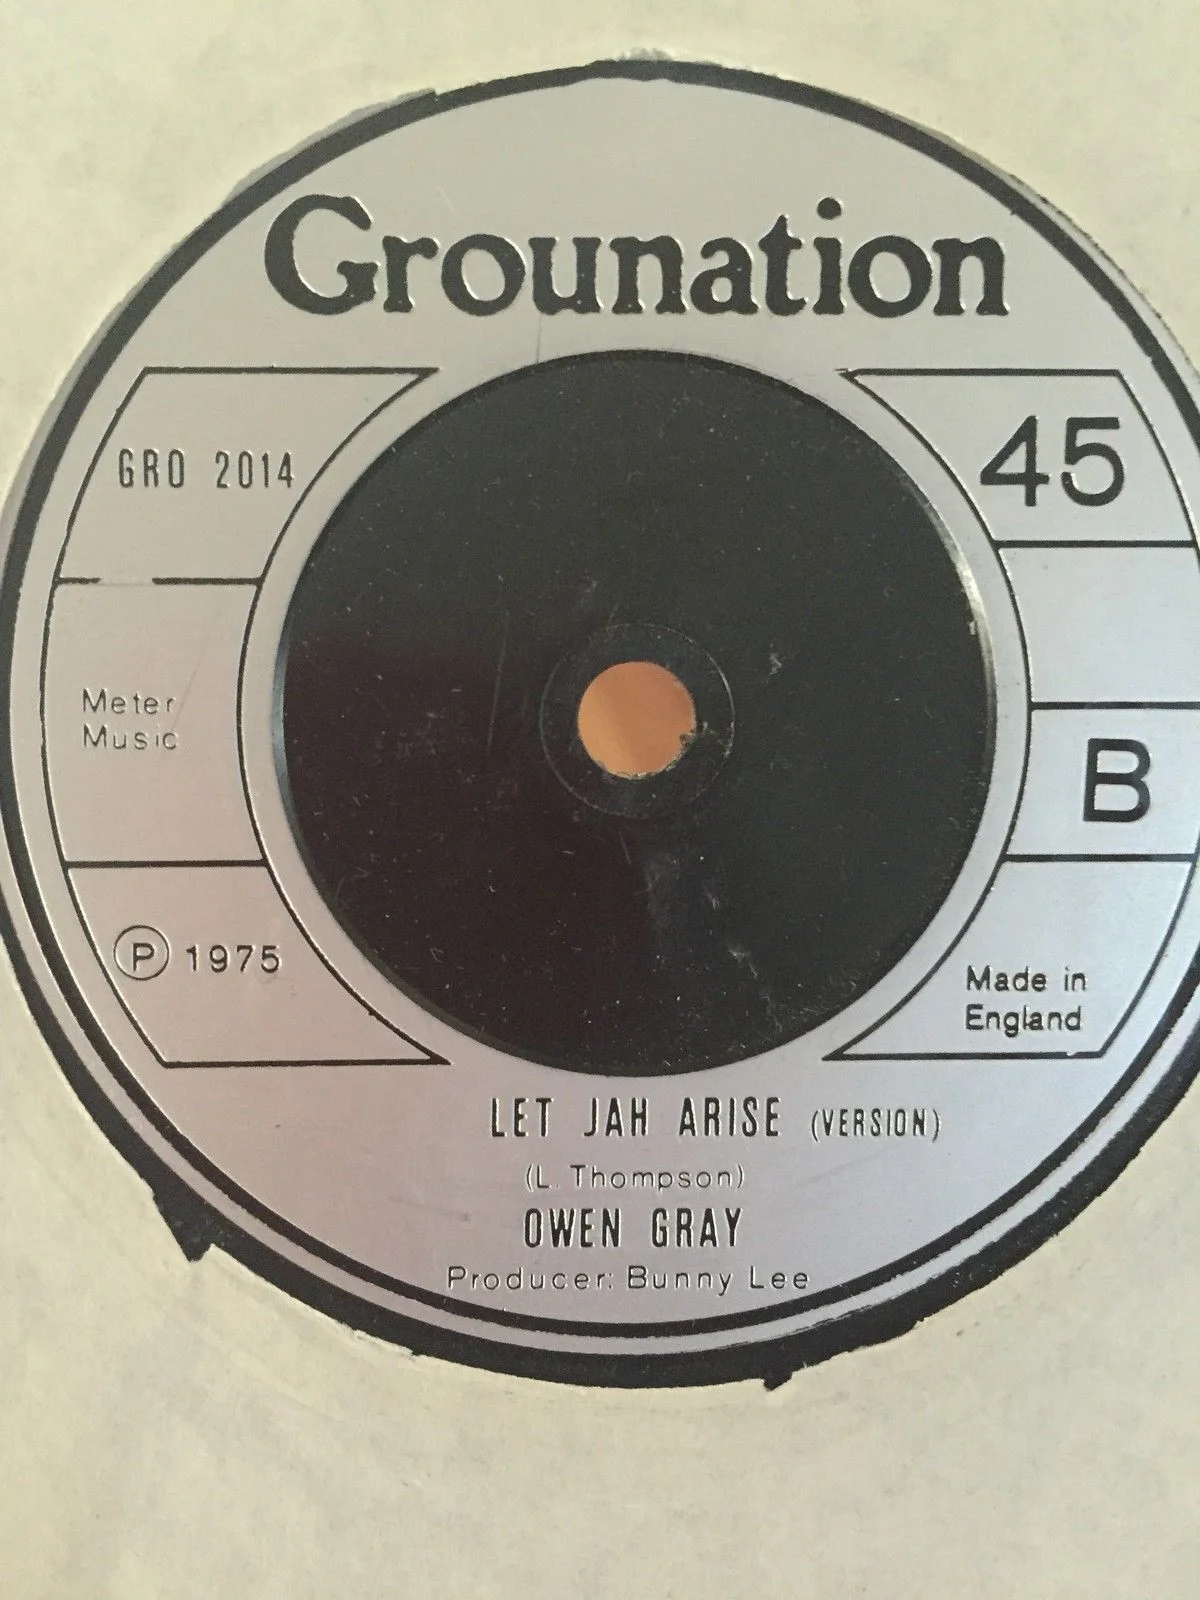 Grounation
GRO 2014
45
Meter
Music
B
Ⓟ 1975
Made in
England
LET JAH ARISE (VERSION)
(L. Thompson)
OWEN GRAY
Producer: Bunny Lee